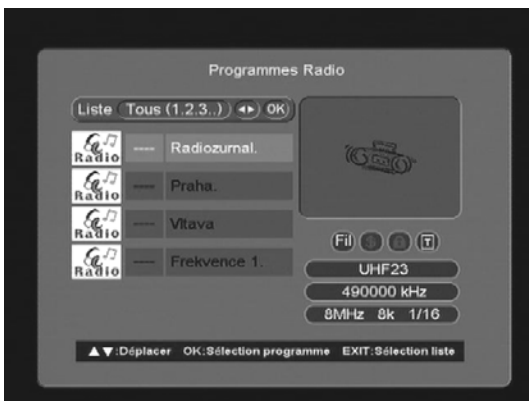 Programmes Radio
Liste Tous (1.2.3..) ◄► OK
Radio ---- Radiozurnal.
Radio ---- Praha.
Radio ---- Vltava
Radio ---- Frekvence 1.
Fil $ T
UHF23
490000 kHz
8MHz 8k 1/16
▲▼:Déplacer OK:Sélection programme EXIT:Sélection liste